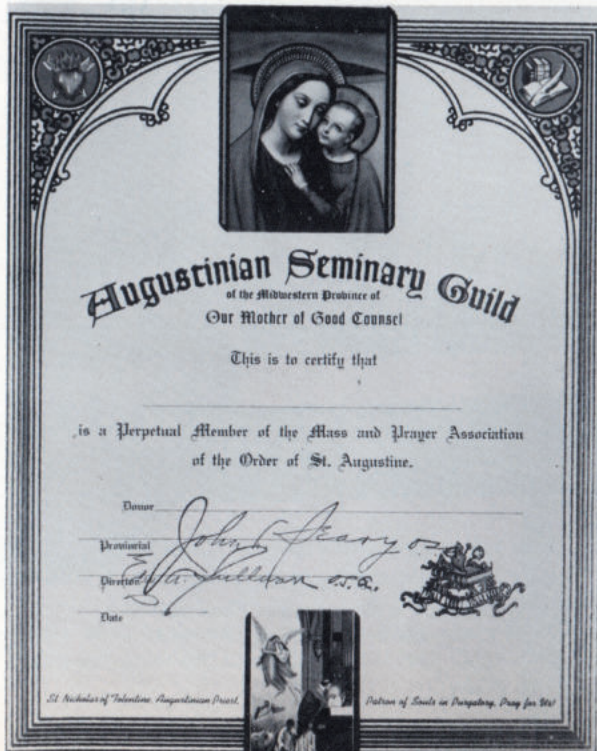 Augustinian Seminary Guild
of the Midwestern Province of
Our Mother of Good Counsel
This is to certify that
is a Perpetual Member of the Mass and Prayer Association
of the Order of St. Augustine.
Donor
Provincial John
Director Sullivan O.S.A.
Date
St. Nicholas of Tolentine, Augustinian Priest, Patron of Souls in Purgatory, Pray for Us!